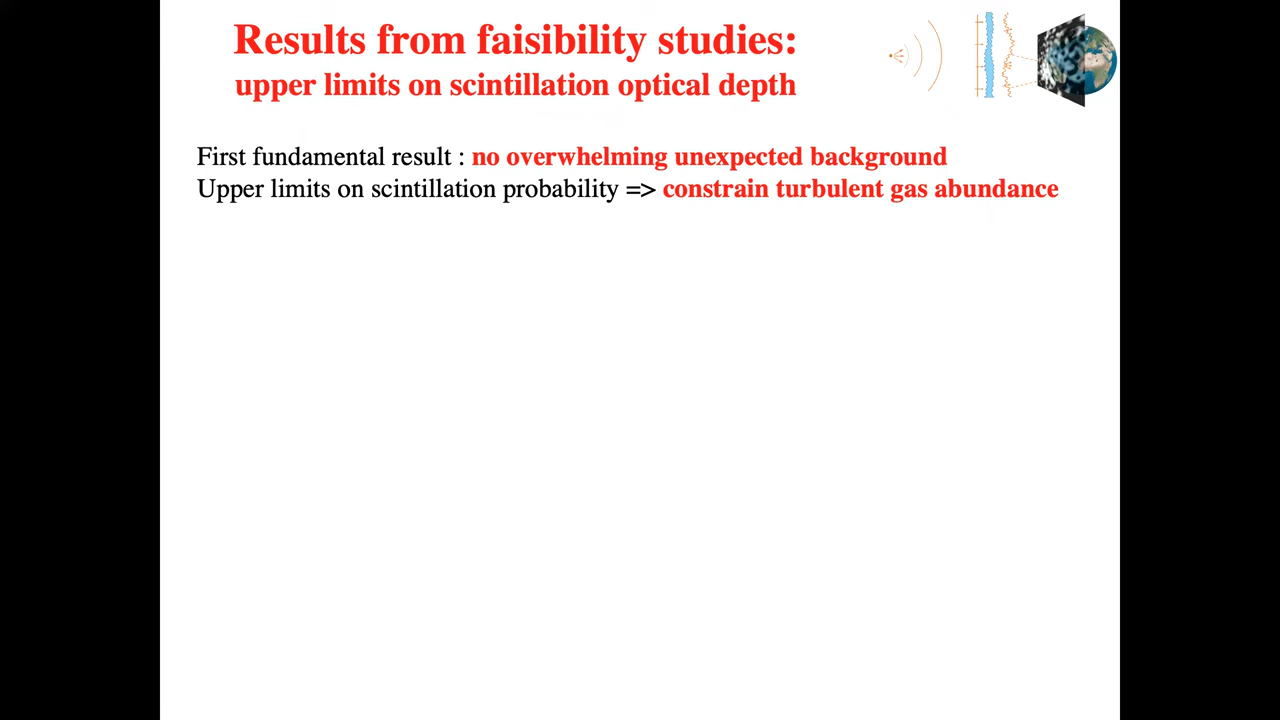 Results from faisibility studies:
upper limits on scintillation optical depth
First fundamental result : no overwhelming unexpected background
Upper limits on scintillation probability => constrain turbulent gas abundance